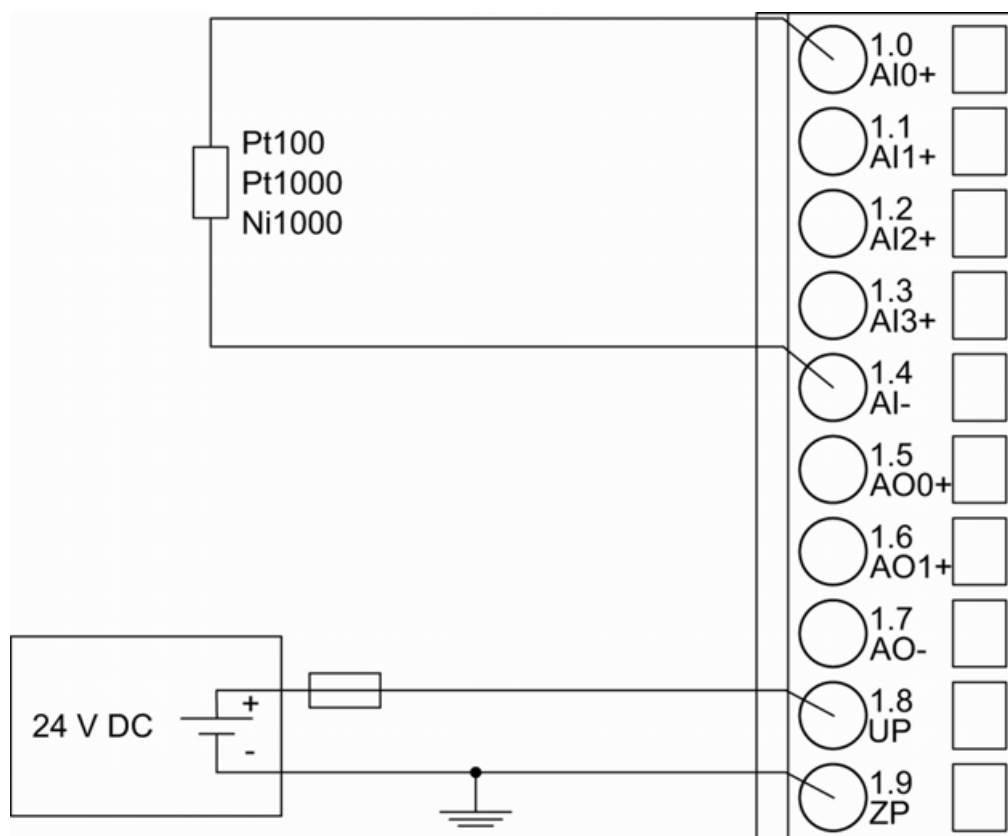 1.0
AI0+
Pt100
Pt1000
Ni1000
1.1
AI1+
1.2
AI2+
1.3
AI3+
1.4
AI-
1.5
AO0+
1.6
AO1+
1.7
AO-
24 V DC
+
-
1.8
UP
1.9
ZP